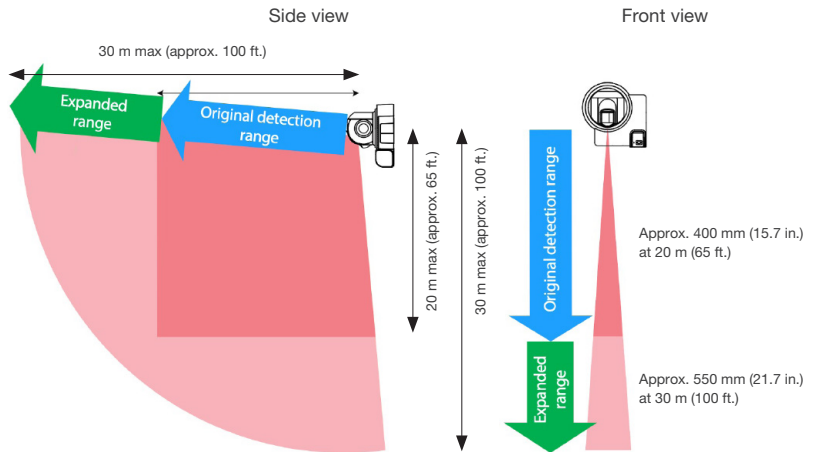 Side view
Front view
30 m max (approx. 100 ft.)
Expanded
range
Original detection
range
20 m max (approx. 65 ft.)
30 m max (approx. 100 ft.)
Original detection range
Expanded
range
Approx. 400 mm (15.7 in.)
at 20 m (65 ft.)
Approx. 550 mm (21.7 in.)
at 30 m (100 ft.)